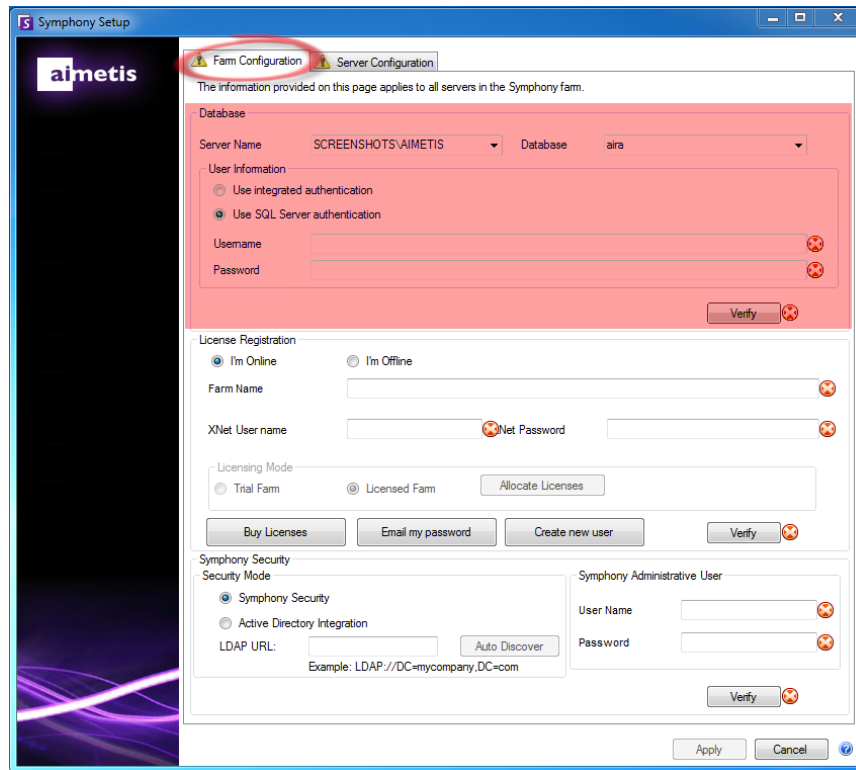 Symphony Setup
aimetis
Farm Configuration
Server Configuration
The information provided on this page applies to all servers in the Symphony farm.
Database
Server Name SCREENSHOTS\AIMETIS Database aira
User Information
Use integrated authentication
Use SQL Server authentication
Username
Password
Verify
License Registration
I'm Online I'm Offline
Farm Name
XNet User name Net Password
Licensing Mode
Trial Farm Licensed Farm Allocate Licenses
Buy Licenses Email my password Create new user Verify
Symphony Security
Security Mode
Symphony Security
Active Directory Integration
LDAP URL: Auto Discover
Example: LDAP://DC=mycompany,DC=com
Symphony Administrative User
User Name
Password
Verify
Apply Cancel ?